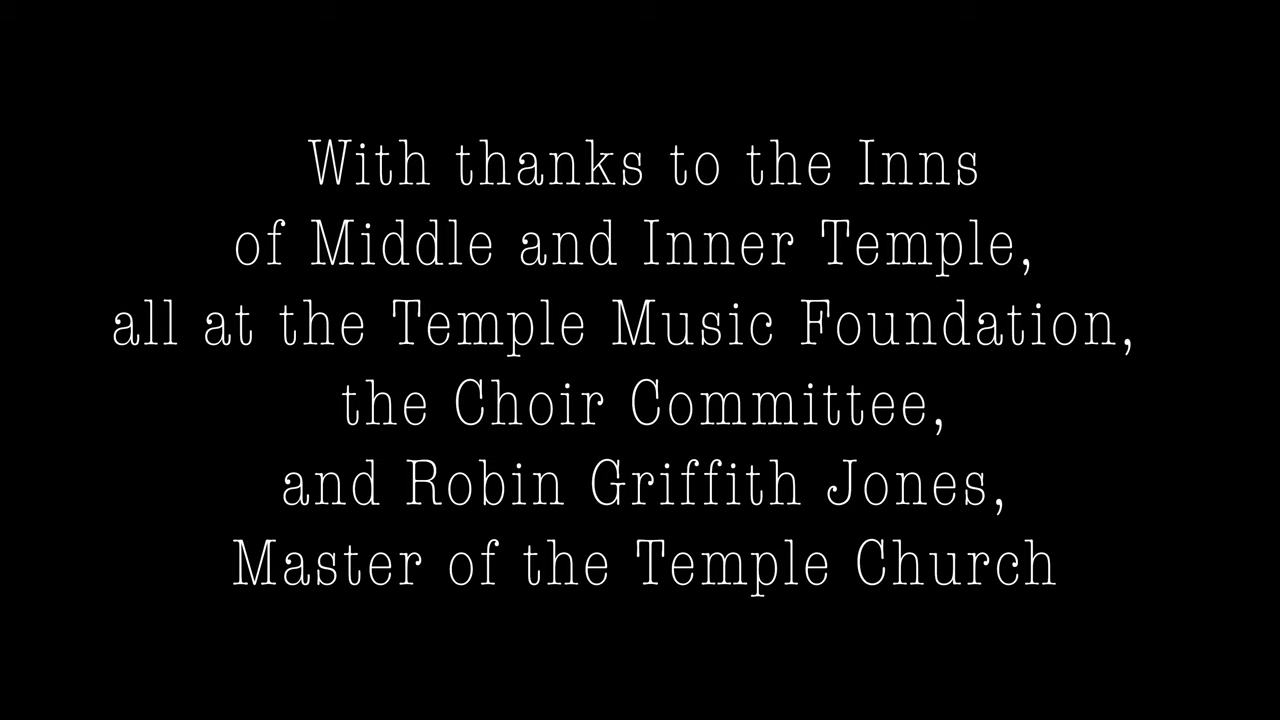 With thanks to the Inns
of Middle and Inner Temple,
all at the Temple Music Foundation,
the Choir Committee,
and Robin Griffith Jones,
Master of the Temple Church